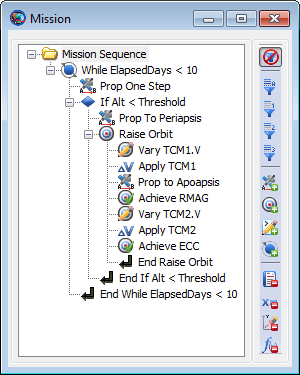 Mission
Mission Sequence
While ElapsedDays < 10
Prop One Step
If Alt < Threshold
Prop To Periapsis
Raise Orbit
Vary TCM1.V
Apply TCM1
Prop to Apoapsis
Achieve RMAG
Vary TCM2.V
Apply TCM2
Achieve ECC
End Raise Orbit
End If Alt < Threshold
End While ElapsedDays < 10